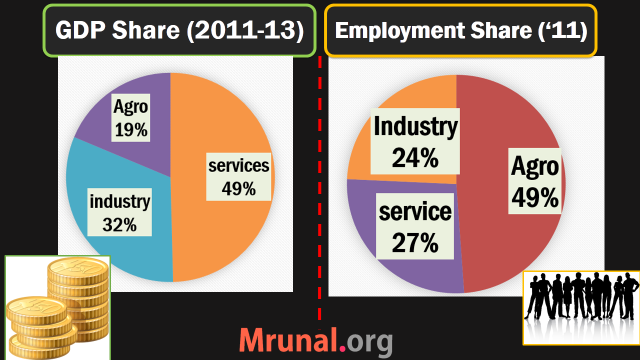 GDP Share (2011-13)
Employment Share (‘11)
Agro
19%
services
49%
industry
32%
Industry
24%
Agro
49%
service
27%
Mrunal.org